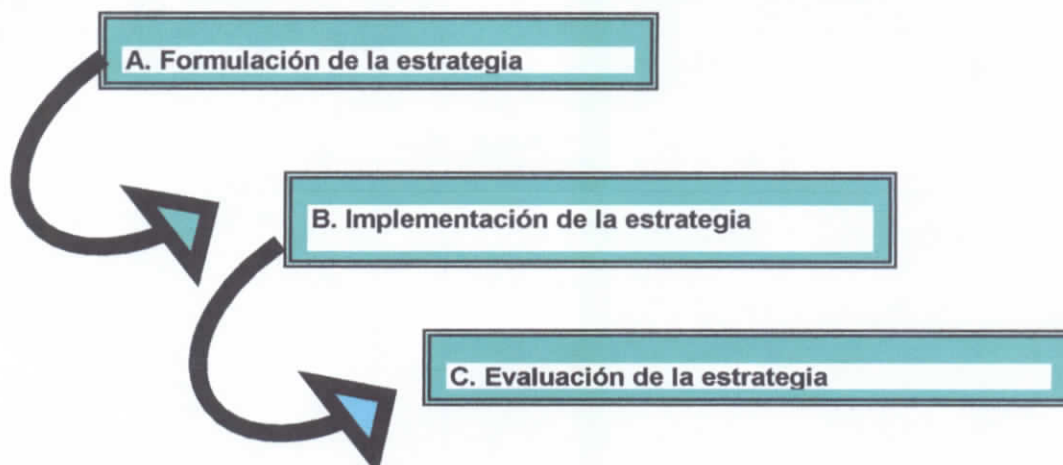 A. Formulación de la estrategia
B. Implementación de la estrategia
C. Evaluación de la estrategia